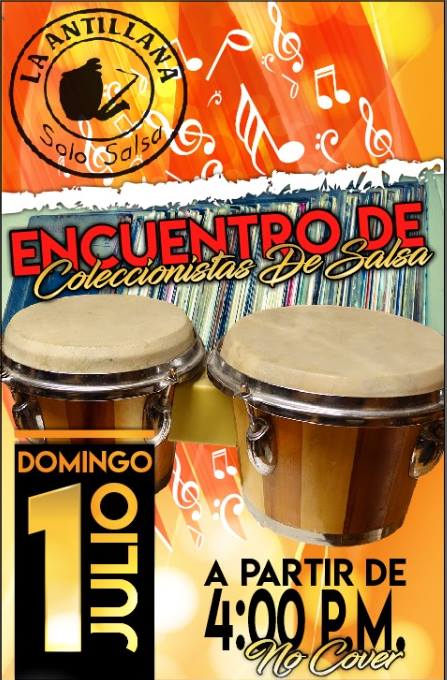 LA ANTILLANA
Solo Salsa
ENCUENTRO DE
Coleccionistas De Salsa
DOMINGO
1
JULIO
A PARTIR DE
4:00 P.M.
No Cover